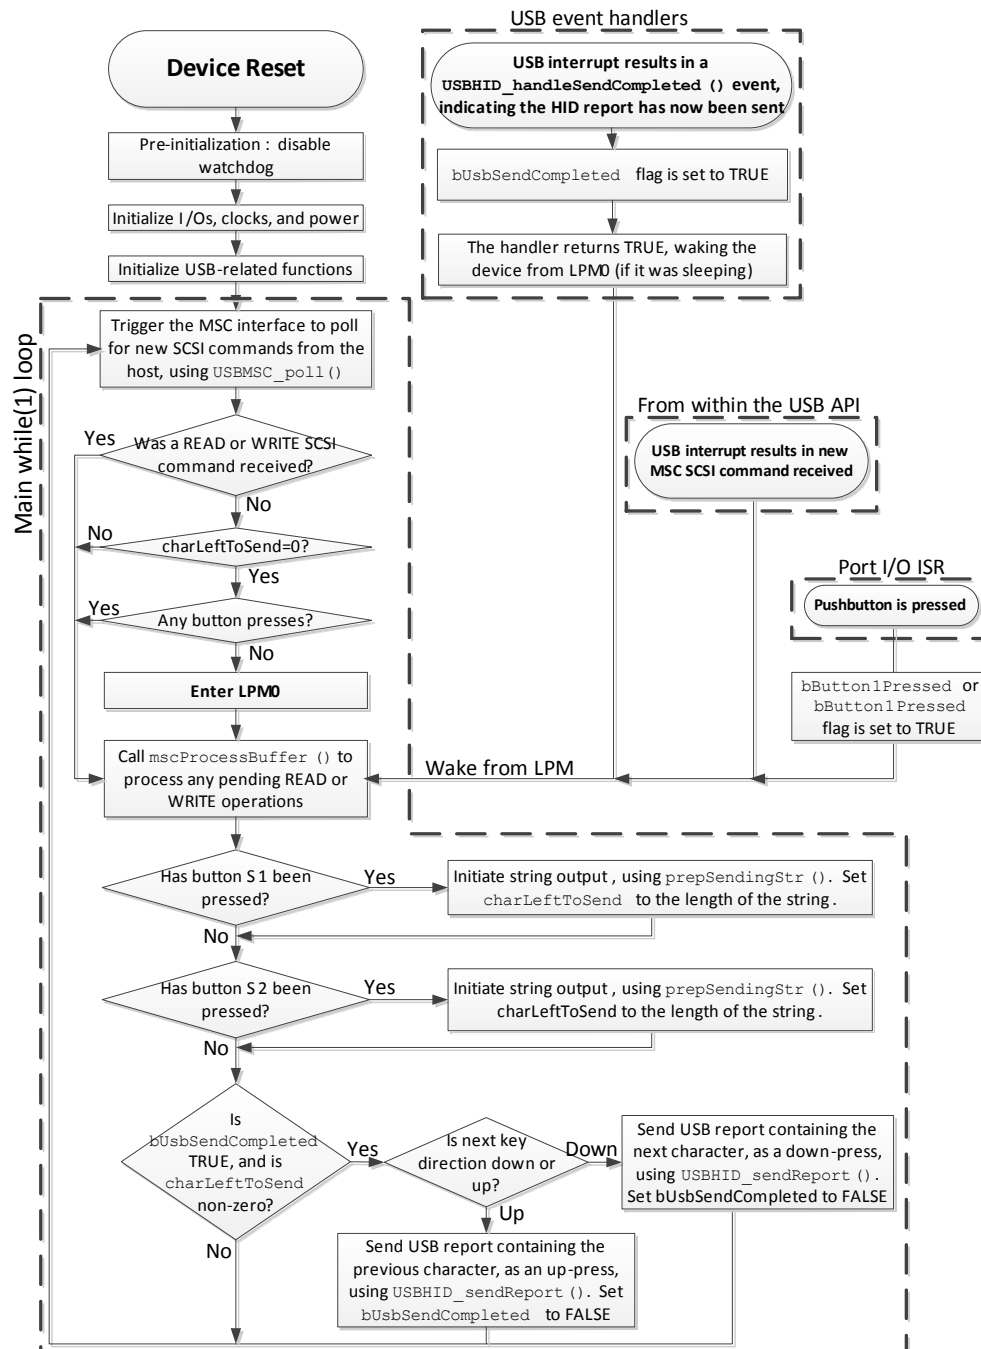 USB event handlers
Device Reset
USB interrupt results in a
USBHID_handleSendCompleted () event,
indicating the HID report has now been sent
Pre-initialization : disable
watchdog
bUsbSendCompleted flag is set to TRUE
Initialize I/Os, clocks, and power
The handler returns TRUE, waking the
device from LPM0 (if it was sleeping)
Initialize USB-related functions
Main while(1) loop
Trigger the MSC interface to poll
for new SCSI commands from the
host, using USBMSC_poll()
From within the USB API
USB interrupt results in new
MSC SCSI command received
Yes
Was a READ or WRITE SCSI
command received?
No
No
charLeftToSend=0?
Yes
Port I/O ISR
Pushbutton is pressed
Yes
Any button presses?
No
bButton1Pressed or
bButton1Pressed
flag is set to TRUE
Enter LPM0
Call mscProcessBuffer () to
process any pending READ or
WRITE operations
Wake from LPM
Has button S1 been
pressed?
Yes
Initiate string output , using prepSendingStr (). Set
charLeftToSend to the length of the string .
No
Has button S2 been
pressed?
Yes
Initiate string output , using prepSendingStr (). Set
charLeftToSend to the length of the string .
No
Is
bUsbSendCompleted
TRUE, and is
charLeftToSend
non-zero?
Yes
Is next key
direction down or
up?
Down
Send USB report containing the
next character, as a down-press,
using USBHID_sendReport ().
Set bUsbSendCompleted to FALSE
Up
No
Send USB report containing the
previous character, as an up-press,
using USBHID_sendReport (). Set
bUsbSendCompleted to FALSE